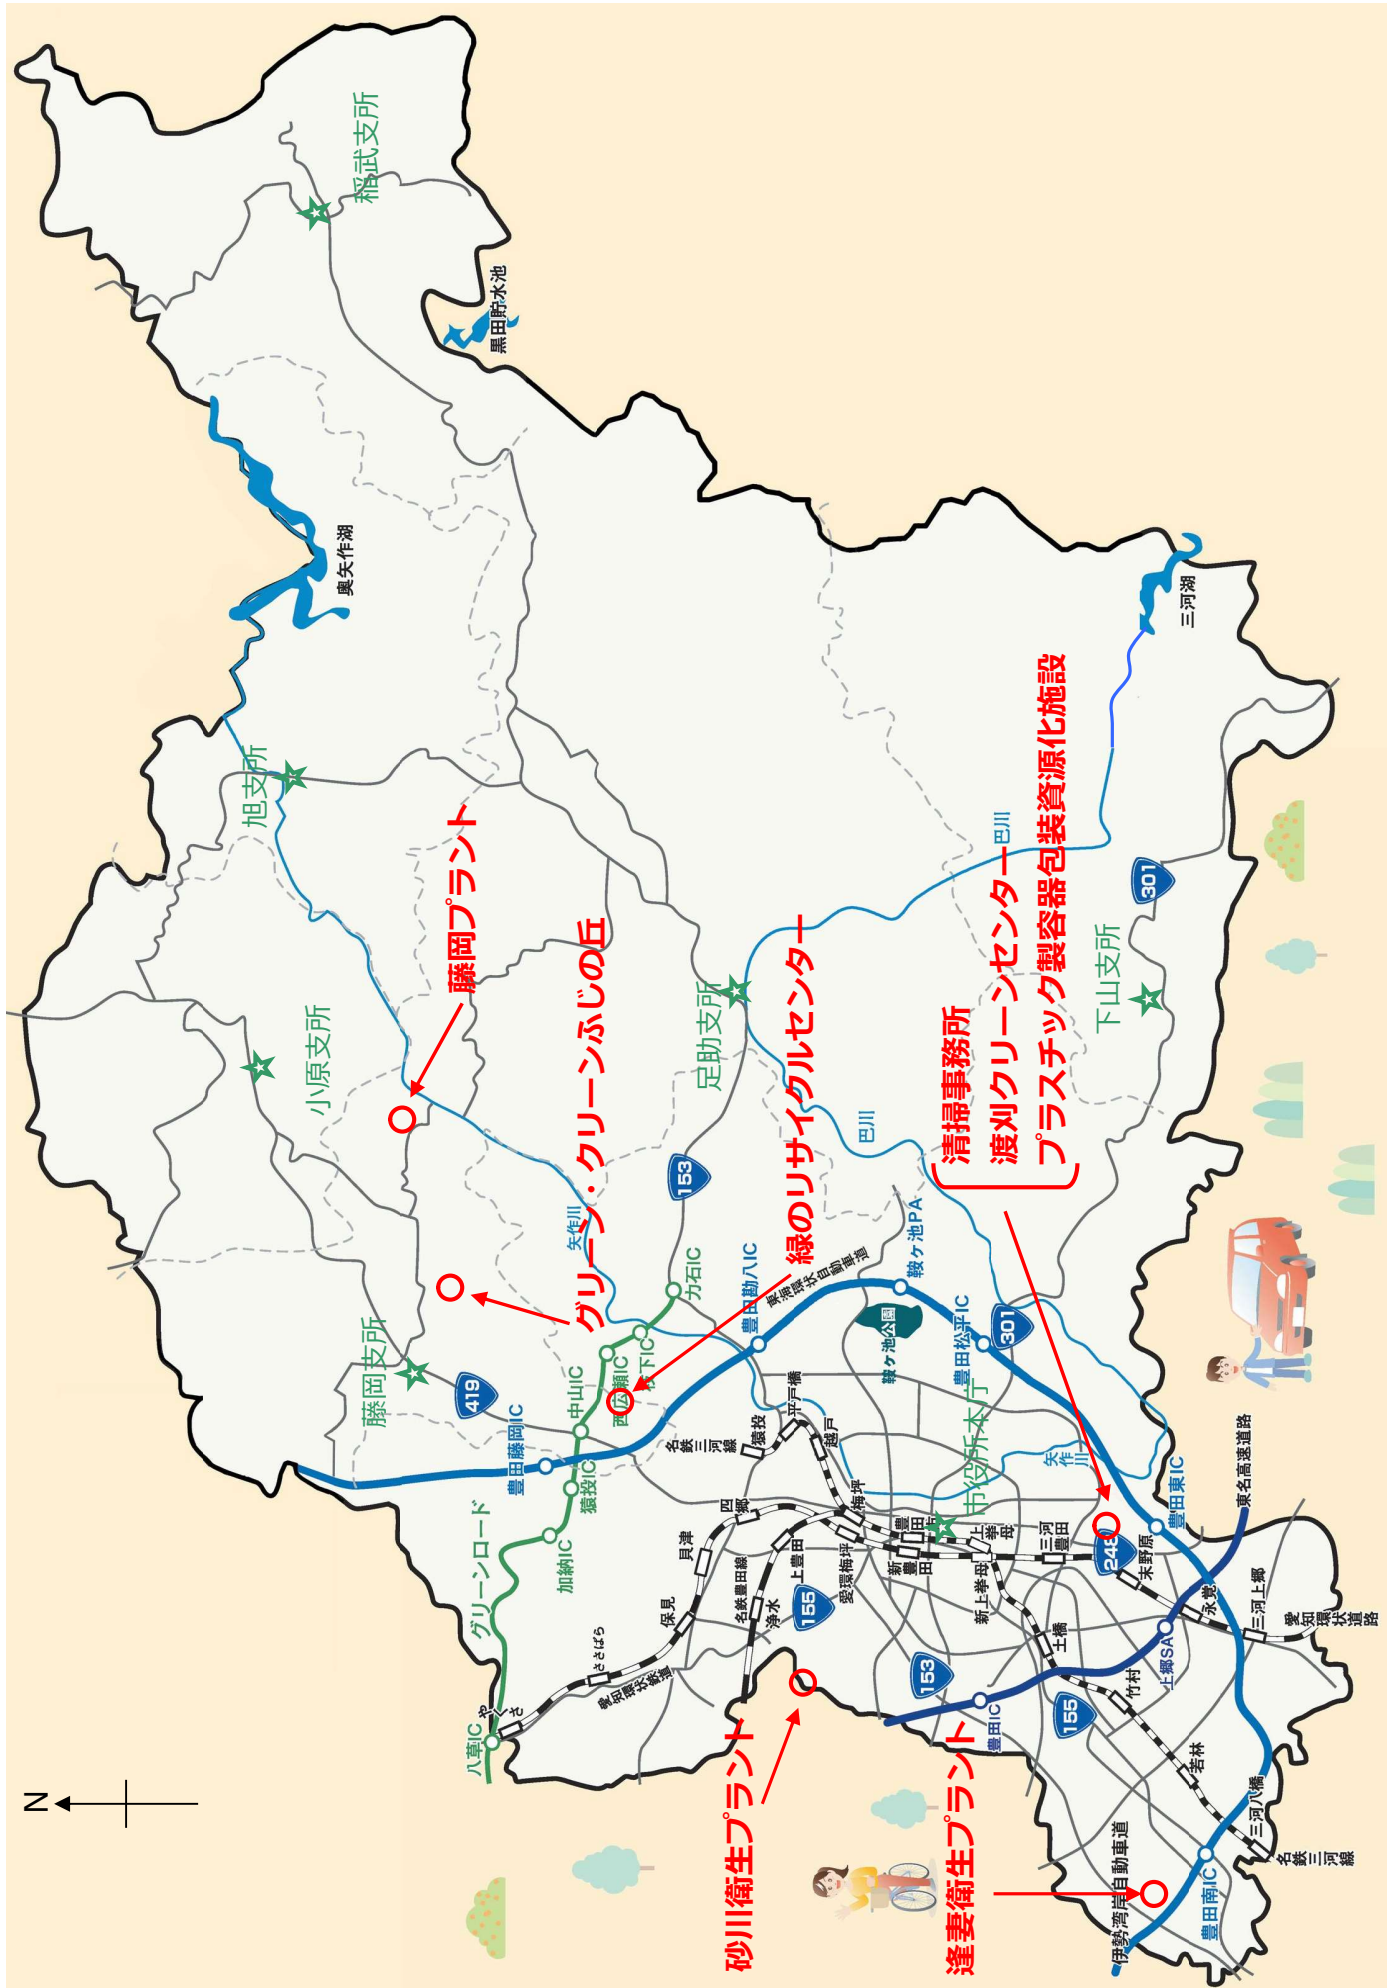 N
稲武支所
黒田貯水池
奥矢作湖
旭支所
小原支所
藤岡プラント
グリーン・クリーンふじの丘
足助支所
緑のリサイクルセンター
清掃事務所
渡刈クリーンセンター
プラスチック製容器包装資源化施設
三河湖
巴川
301
下山支所
巴川
矢作川
153
力石IC
枝下IC
西広瀬IC
中山IC
藤岡支所
419
豊田藤岡IC
猿投IC
加納IC
グリーンロード
八草IC
やくさ
ささばら
愛知環状鉄道
保見
貝津
四郷
名鉄豊田線
浄水
上豊田
愛環梅坪
梅坪
名鉄三河線
猿投
平戸橋
越戸
豊田勘八IC
東海環状自動車道
鞍ヶ池PA
鞍ヶ池公園
豊田松平IC
301
市役所本庁
豊田市
新豊田
上挙母
新上挙母
三河豊田
矢作川
248
末野原
豊田東IC
東名高速道路
永覚
三河上郷
愛知環状道路
上郷SA
土橋
竹村
若林
三河八橋
名鉄三河線
155
153
155
豊田IC
豊田南IC
伊勢湾岸自動車道
砂川衛生プラント
逢妻衛生プラント